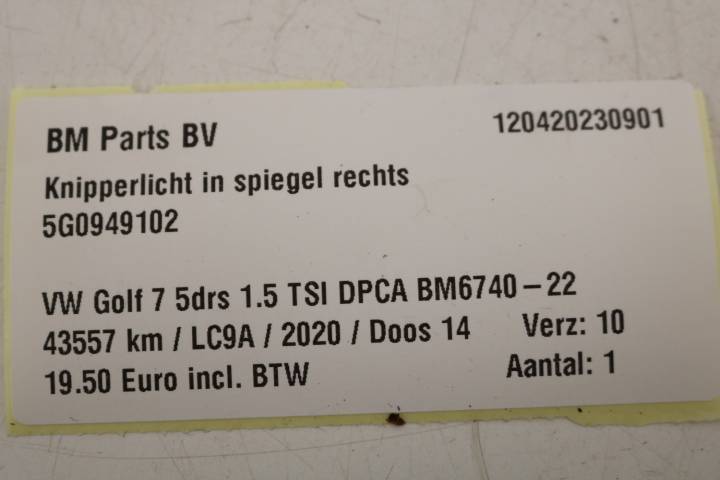 BM Parts BV 120420230901
Knipperlicht in spiegel rechts
5G0949102
VW Golf 7 5drs 1.5 TSI DPCA BM6740-22
43557 km / LC9A / 2020 / Doos 14 Verz: 10
19.50 Euro incl. BTW Aantal: 1